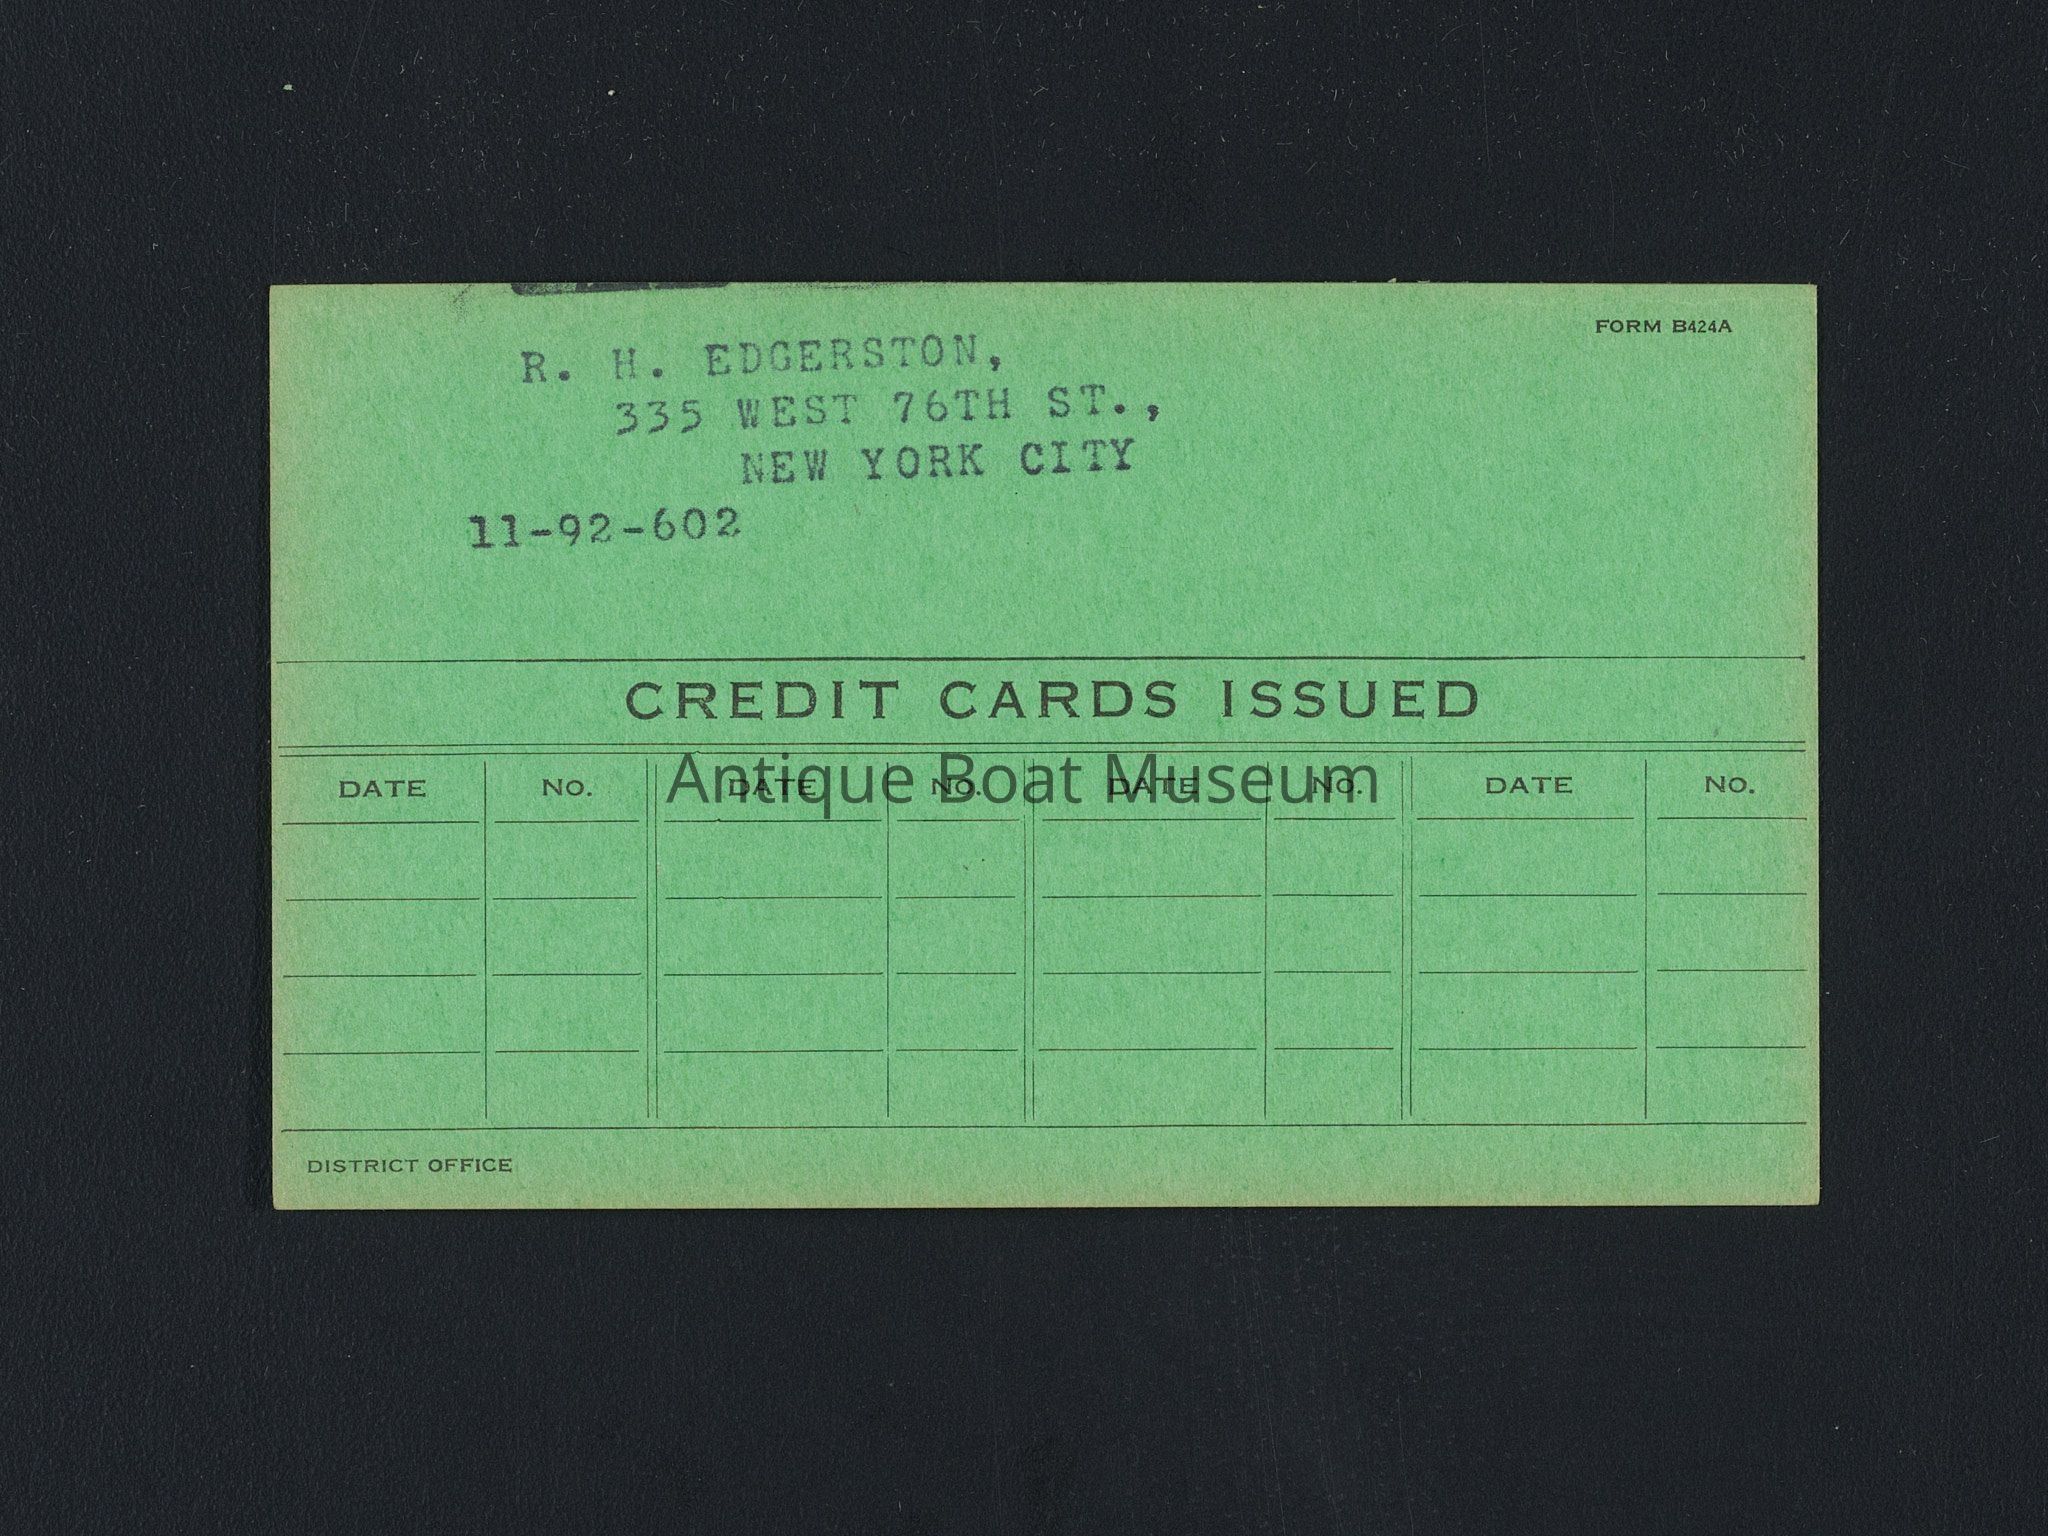 FORM B424A
R. H. EDGERSTON,
335 WEST 76TH ST.,
NEW YORK CITY
11-92-602
CREDIT CARDS ISSUED
Antique Boat Museum
DATE NO. DATE NO. DATE NO. DATE NO.
DISTRICT OFFICE